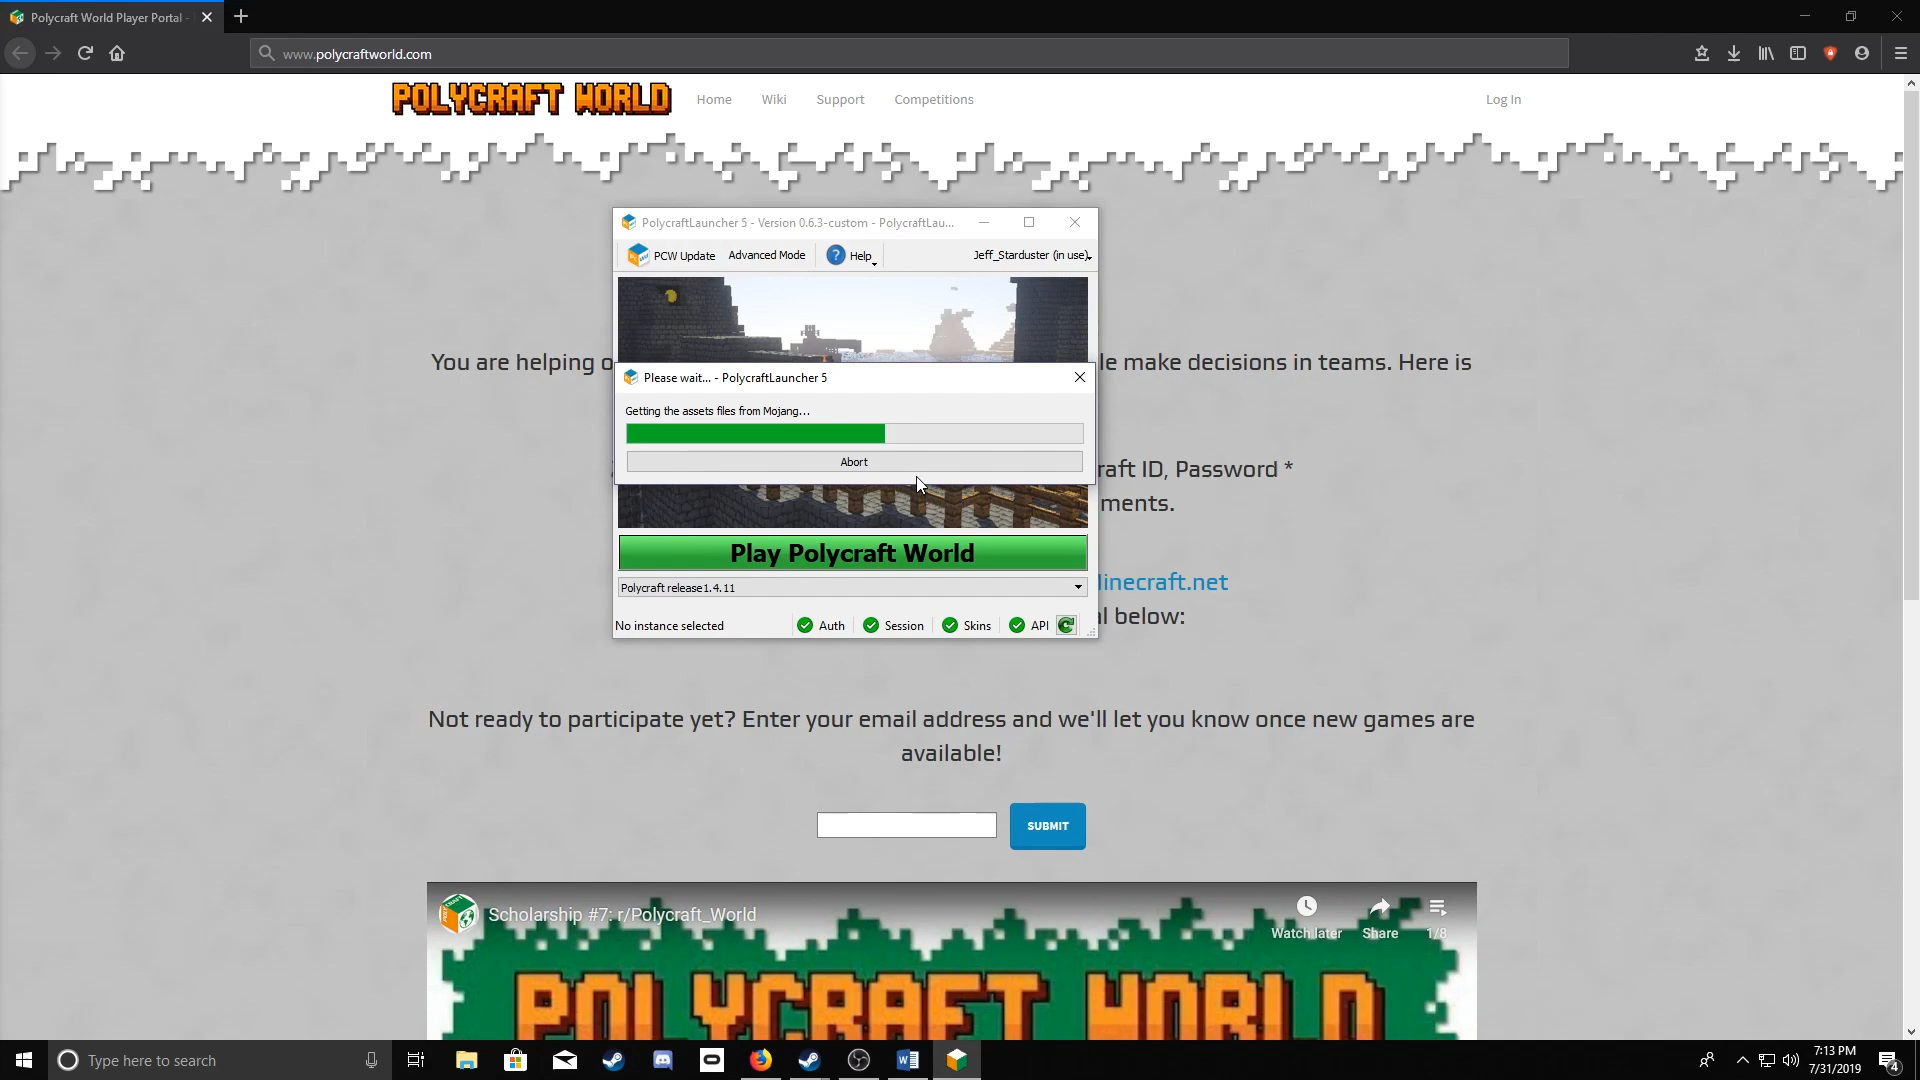 Polycraft World Player Portal -
www.polycraftworld.com
POLYCRAFT WORLD
Home Wiki Support Competitions Log In
PolycraftLauncher 5 - Version 0.6.3-custom - PolycraftLau...
PCW Update Advanced Mode Help Jeff_Starduster (in use)
You are helping o
le make decisions in teams. Here is
Please wait... - PolycraftLauncher 5
Getting the assets files from Mojang...
Abort
raft ID, Password *
ments.
Play Polycraft World
Polycraft release1.4.11
inecraft.net
l below:
No instance selected Auth Session Skins API
Not ready to participate yet? Enter your email address and we'll let you know once new games are
available!
SUBMIT
Scholarship #7: r/Polycraft_World
Watch later Share 1/8
POLYCRAFT WORLD
Type here to search
7:13 PM
7/31/2019
4